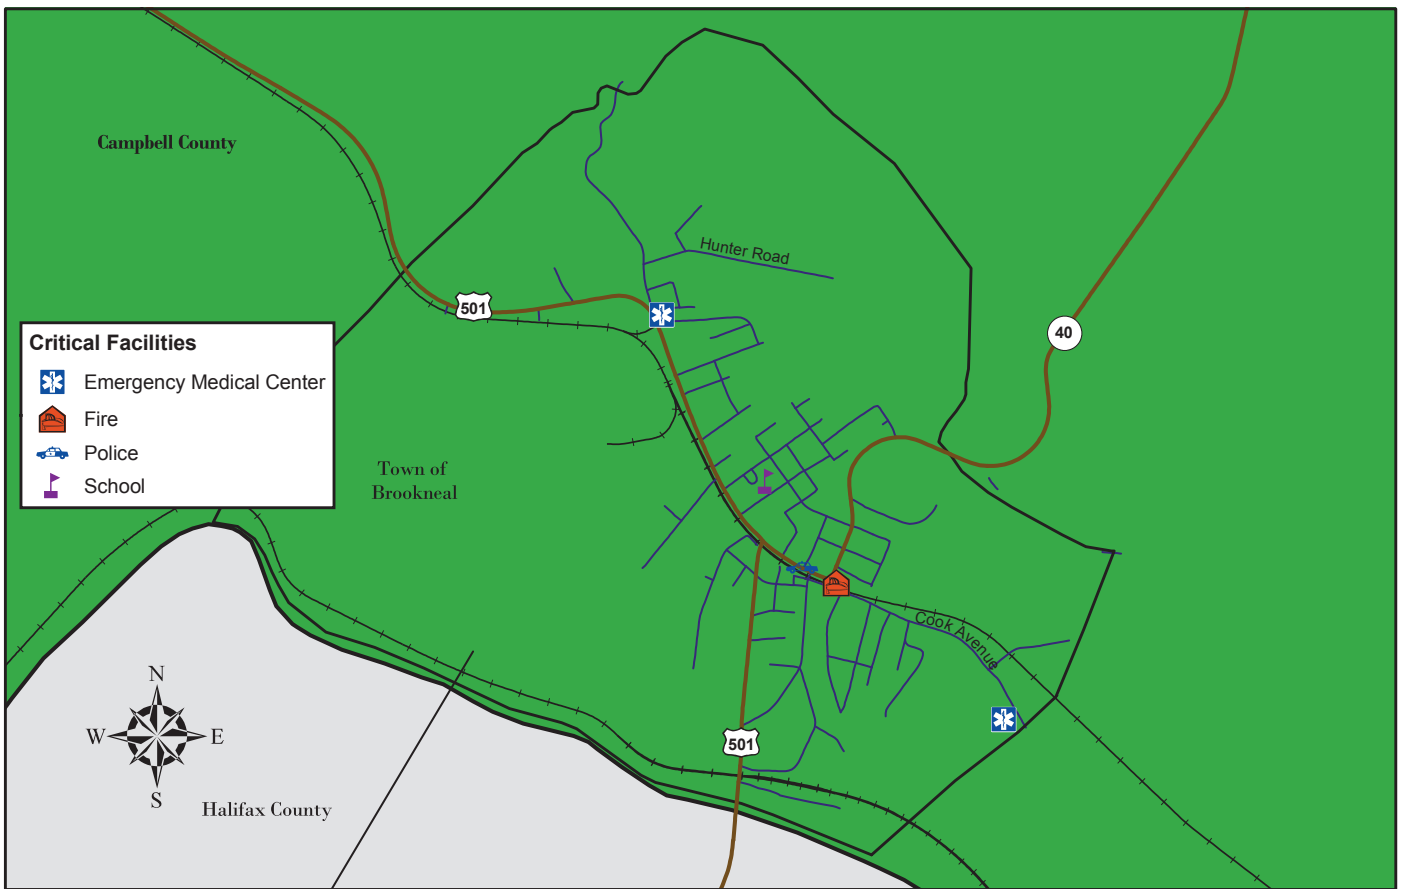 Campbell County
Hunter Road
501
40
Critical Facilities
Emergency Medical Center
Fire
Police
School
Town of
Brookneal
Cook Avenue
N
W
E
S
501
Halifax County